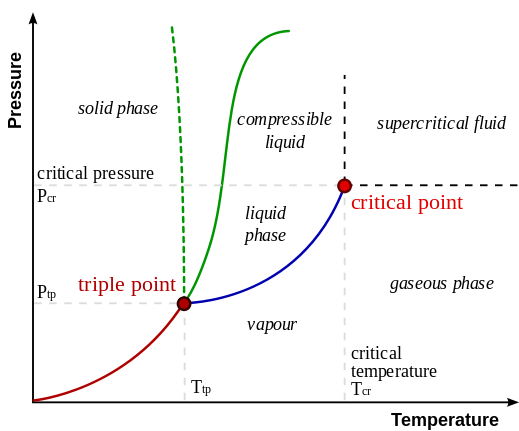 Pressure
solid phase
compressible
liquid
supercritical fluid
critical pressure
Pcr
critical point
liquid
phase
triple point
gaseous phase
Ptp
vapour
critical
temperature
Tcr
Ttp
Temperature